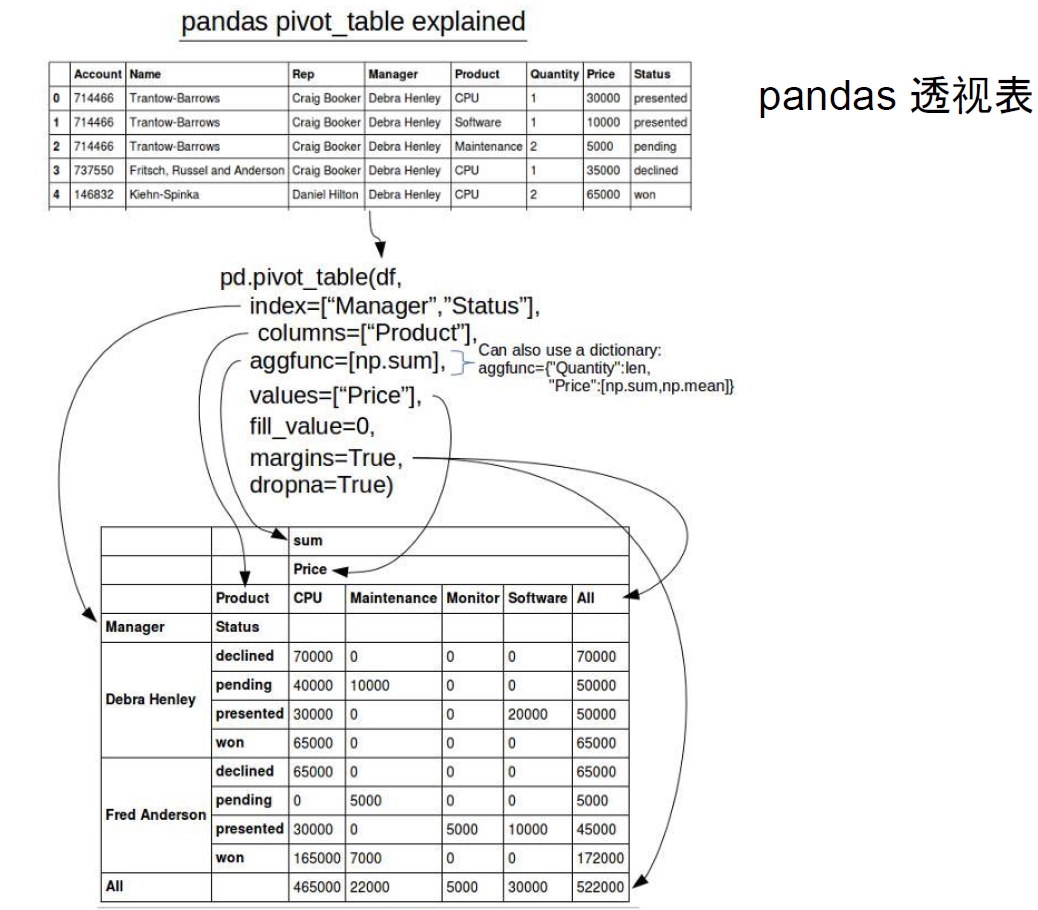 pandas pivot_table explained
pandas 透视表
Account Name Rep Manager Product Quantity Price Status
0 714466 Trantow-Barrows Craig Booker Debra Henley CPU 1 30000 presented
1 714466 Trantow-Barrows Craig Booker Debra Henley Software 1 10000 presented
2 714466 Trantow-Barrows Craig Booker Debra Henley Maintenance 2 5000 pending
3 737550 Fritsch, Russel and Anderson Craig Booker Debra Henley CPU 1 35000 declined
4 146832 Kiehn-Spinka Daniel Hilton Debra Henley CPU 2 65000 won
pd.pivot_table(df,
index=[“Manager”,”Status”],
columns=[“Product”],
aggfunc=[np.sum],
Can also use a dictionary:
aggfunc={"Quantity":len,
"Price":[np.sum,np.mean]}
values=[“Price”],
fill_value=0,
margins=True,
dropna=True)
sum
Price
Product CPU Maintenance Monitor Software All
Manager Status
Debra Henley
declined 70000 0 0 0 70000
pending 40000 10000 0 0 50000
presented 30000 0 0 20000 50000
won 65000 0 0 0 65000
Fred Anderson
declined 65000 0 0 0 65000
pending 0 5000 0 0 5000
presented 30000 0 5000 10000 45000
won 165000 7000 0 0 172000
All 465000 22000 5000 30000 522000